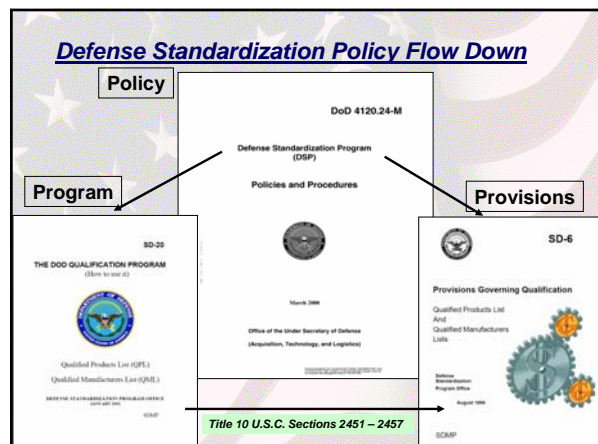 Defense Standardization Policy Flow Down
Policy
DoD 4120.24-M
Defense Standardization Program
(DSP)
Policies and Procedures
March 2000
Office of the Under Secretary of Defense
(Acquisition, Technology, and Logistics)
Program
SD-20
THE DOD QUALIFICATION PROGRAM
(How to use it)
Qualified Products List (QPL)
Qualified Manufacturers List (QML)
DEFENSE STANDARDIZATION PROGRAM OFFICE
SDMP
Provisions
SD-6
Provisions Governing Qualification
Qualified Products List
And
Qualified Manufacturers
Lists
Defense
Standardization
Program Office
August 1999
SDMP
Title 10 U.S.C. Sections 2451 – 2457